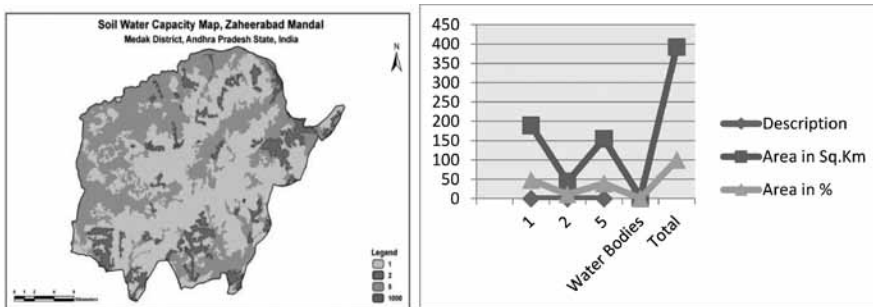 Soil Water Capacity Map, Zaheerabad Mandal
Medak District, Andhra Pradesh State, India
N
Legend
1
2
5
1000
450
400
350
300
250
200
150
100
50
0
1
2
5
Water Bodies
Total
Description
Area in Sq.Km
Area in %